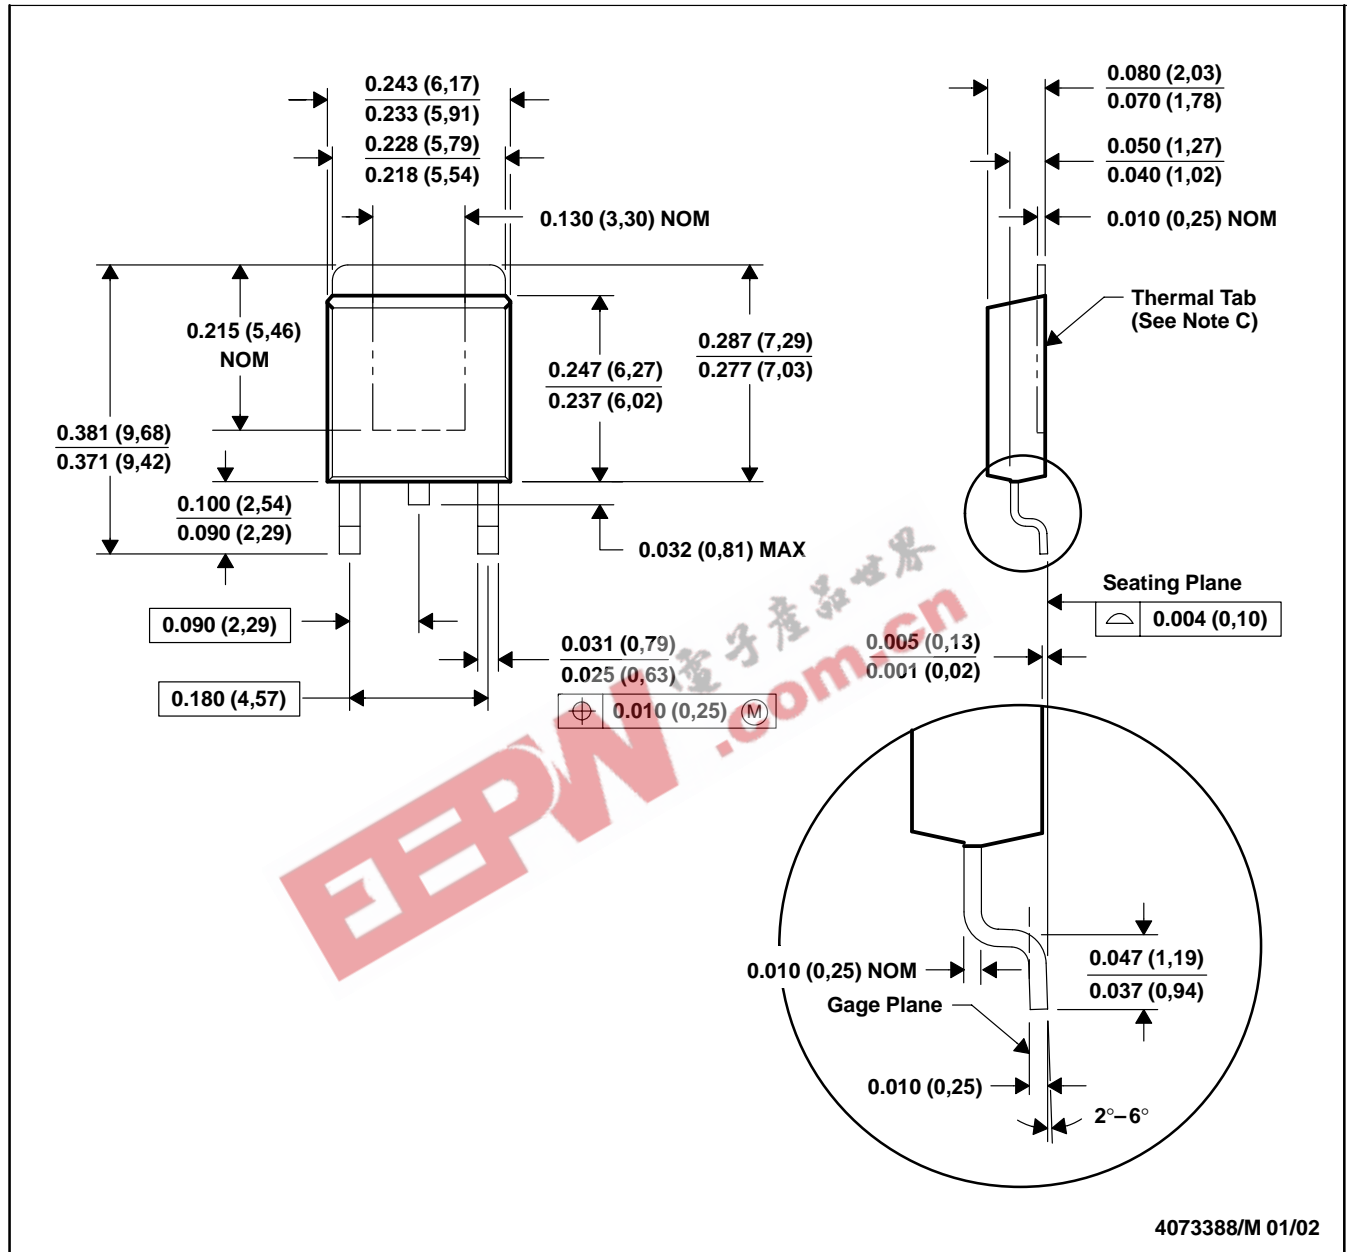 0.243 (6,17)
0.233 (5,91)
0.228 (5,79)
0.218 (5,54)
0.130 (3,30) NOM
0.215 (5,46)
NOM
0.247 (6,27)
0.237 (6,02)
0.287 (7,29)
0.277 (7,03)
0.381 (9,68)
0.371 (9,42)
0.100 (2,54)
0.090 (2,29)
0.032 (0,81) MAX
0.090 (2,29)
0.180 (4,57)
0.031 (0,79)
0.025 (0,63)
0.010 (0,25) M
0.080 (2,03)
0.070 (1,78)
0.050 (1,27)
0.040 (1,02)
0.010 (0,25) NOM
Thermal Tab
(See Note C)
Seating Plane
0.004 (0,10)
0.005 (0,13)
0.001 (0,02)
0.010 (0,25) NOM
Gage Plane
0.010 (0,25)
0.047 (1,19)
0.037 (0,94)
2°–6°
電子產品世界
EEPW.com.cn
4073388/M 01/02